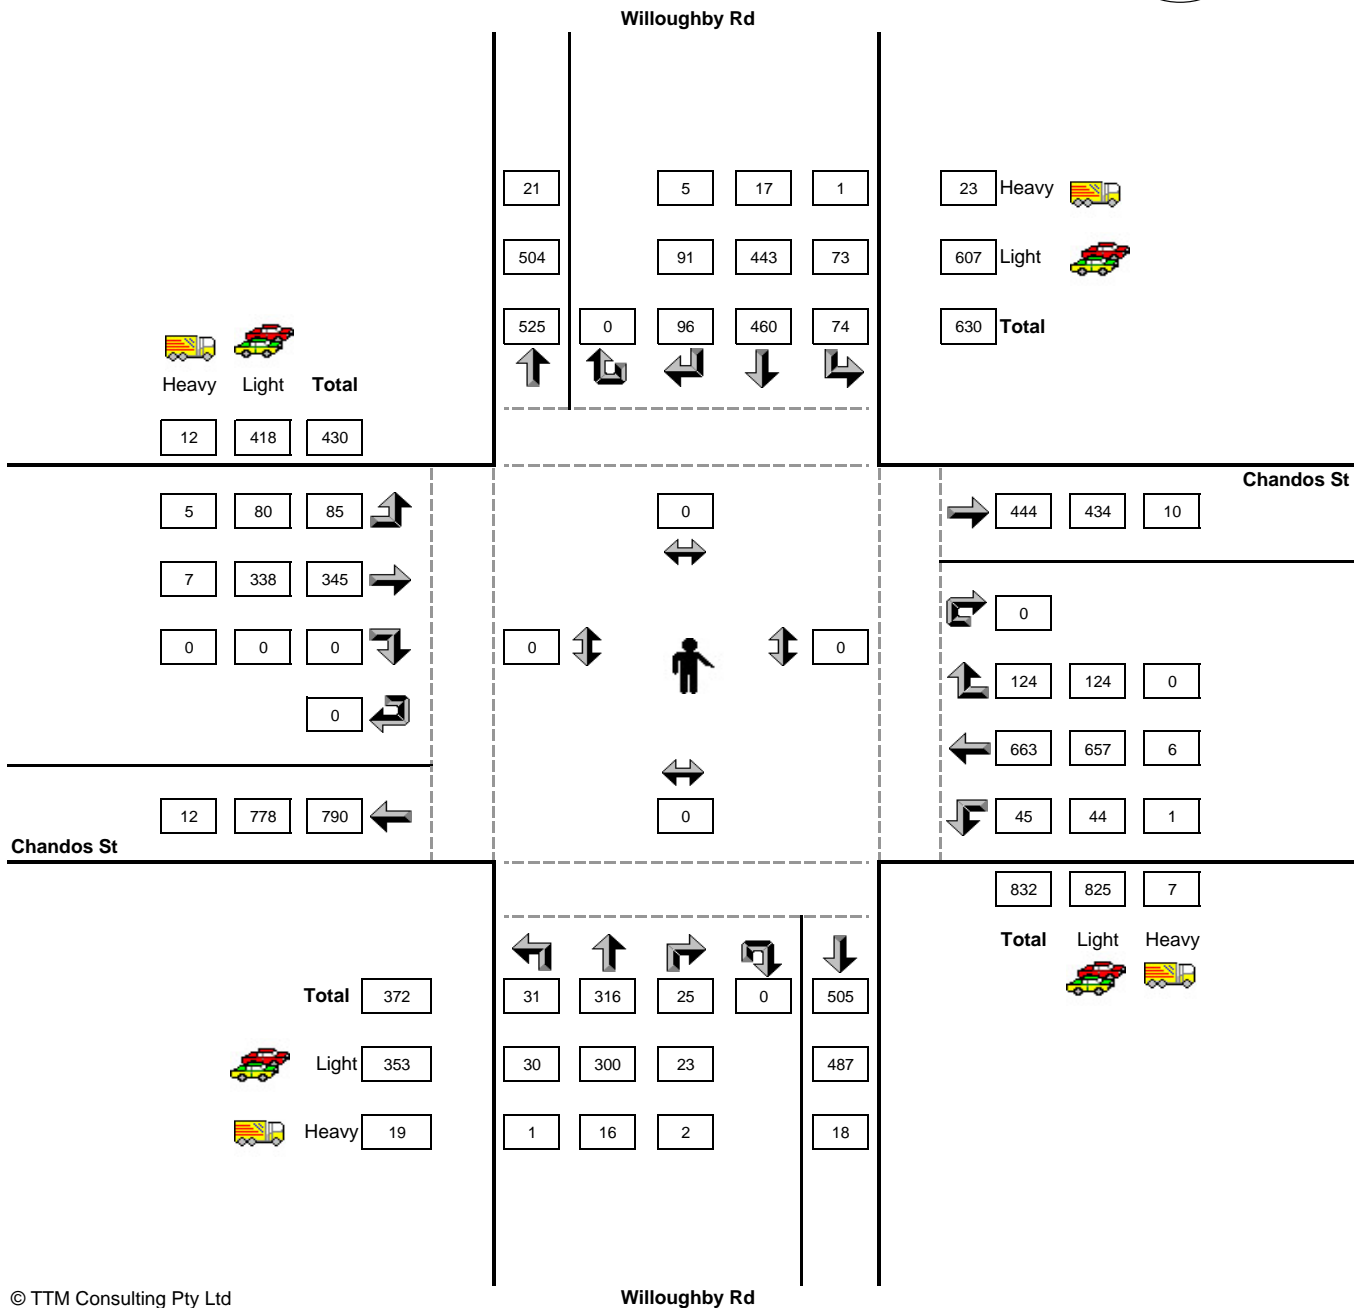 Willoughby Rd
21 5 17 1 23 Heavy
504 91 443 73 607 Light
525 0 96 460 74 630 Total
Heavy Light Total
12 418 430
Chandos St
5 80 85 0 444 434 10
7 338 345 0
0 0 0 0 0 124 124 0
0 663 657 6
12 778 790 0 45 44 1
Chandos St
832 825 7
Total Light Heavy
Total 372 31 316 25 0 505
Light 353 30 300 23 487
Heavy 19 1 16 2 18
© TTM Consulting Pty Ltd Willoughby Rd